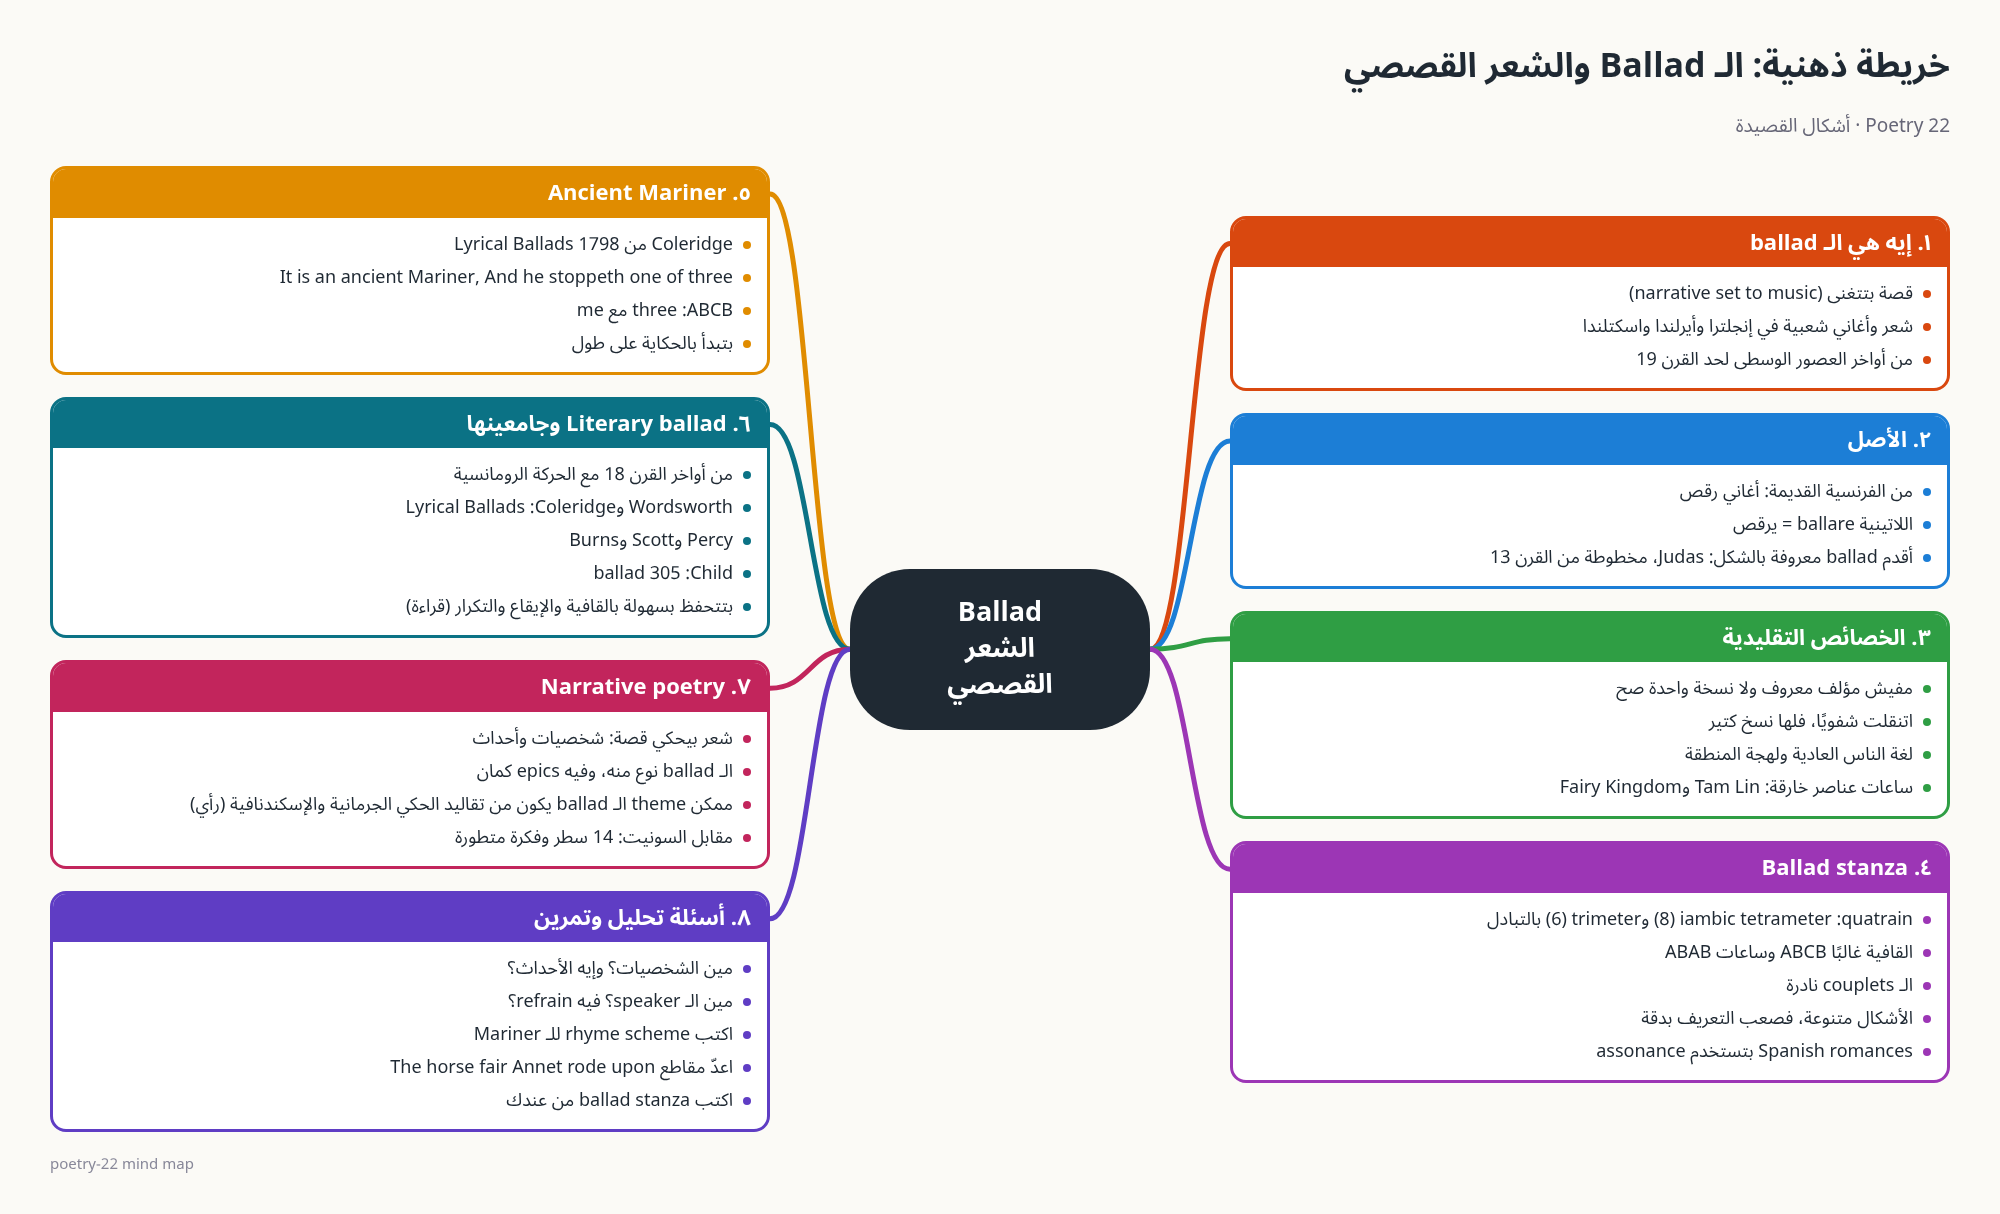 خريطة ذهنية: الـ Ballad والشعر القصصي
Poetry 22 · أشكال القصيدة
١. إيه هي الـ ballad
قصة بتتغنى (narrative set to music)
شعر وأغاني شعبية في إنجلترا وأيرلندا واسكتلندا
من أواخر العصور الوسطى لحد القرن 19
٢. الأصل
من الفرنسية القديمة: أغاني رقص
اللاتينية ballare = يرقص
أقدم ballad معروفة بالشكل: Judas، مخطوطة من القرن 13
٣. الخصائص التقليدية
مفيش مؤلف معروف ولا نسخة واحدة صح
اتنقلت شفويًا، فلها نسخ كتير
لغة الناس العادية ولهجة المنطقة
ساعات عناصر خارقة: Tam Lin وFairy Kingdom
٤. Ballad stanza
quatrain: iambic tetrameter (8) وtrimeter (6) بالتبادل
القافية غالبًا ABCB وساعات ABAB
الـ couplets نادرة
الأشكال متنوعة، فصعب التعريف بدقة
Spanish romances بتستخدم assonance
Ballad
الشعر
القصصي
٥. Ancient Mariner
Coleridge من Lyrical Ballads 1798
It is an ancient Mariner, And he stoppeth one of three
ABCB: three مع me
بتبدأ بالحكاية على طول
٦. Literary ballad وجامعينها
من أواخر القرن 18 مع الحركة الرومانسية
Wordsworth وColeridge: Lyrical Ballads
Percy وScott وBurns
Child: 305 ballad
بتتحفظ بسهولة بالقافية والإيقاع والتكرار (قراءة)
٧. Narrative poetry
شعر بيحكي قصة: شخصيات وأحداث
الـ ballad نوع منه، وفيه epics كمان
ممكن theme الـ ballad يكون من تقاليد الحكي الجرمانية والإسكندنافية (رأي)
مقابل السونيت: 14 سطر وفكرة متطورة
٨. أسئلة تحليل وتمرين
مين الشخصيات؟ وإيه الأحداث؟
مين الـ speaker؟ فيه refrain؟
اكتب rhyme scheme للـ Mariner
اعدّ مقاطع The horse fair Annet rode upon
اكتب ballad stanza من عندك
poetry-22 mind map